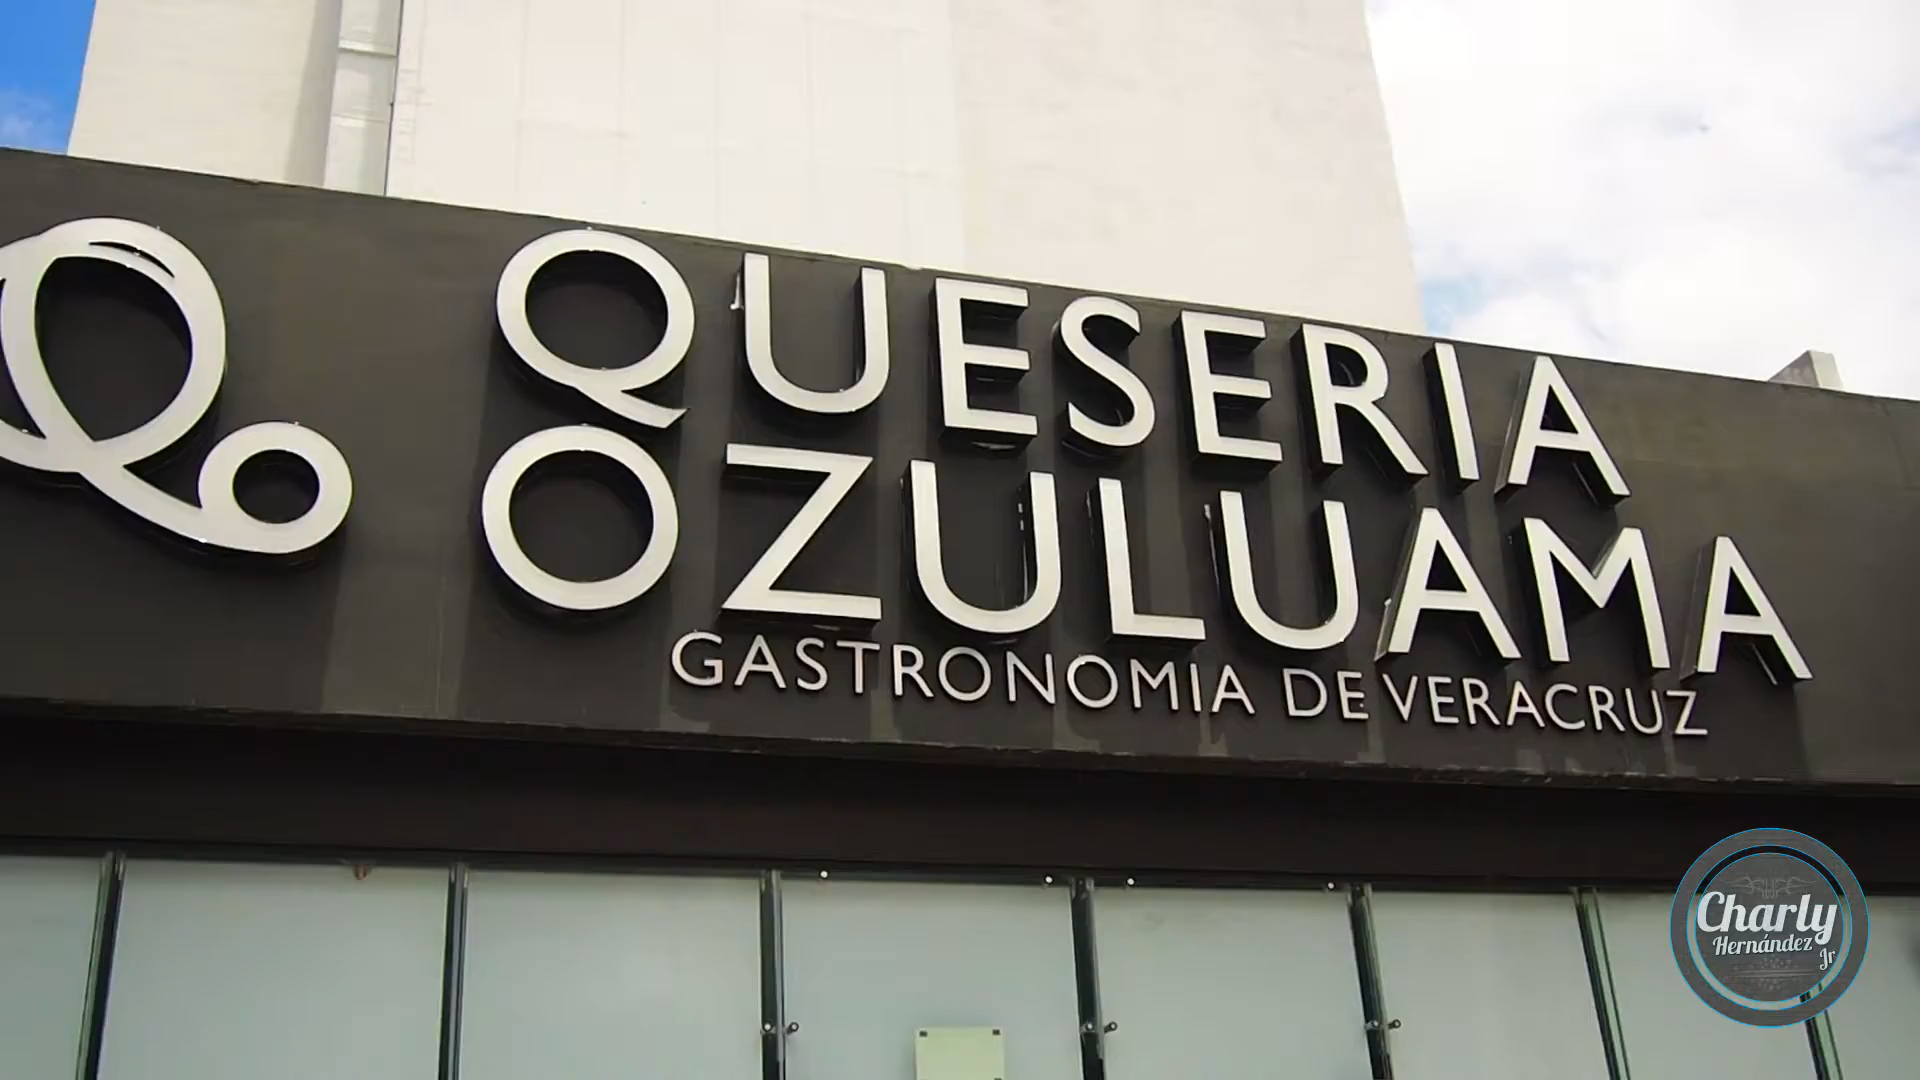 QUESERIA
OZULUAMA
GASTRONOMIA DE VERACRUZ
Charly
Hernández
Jr